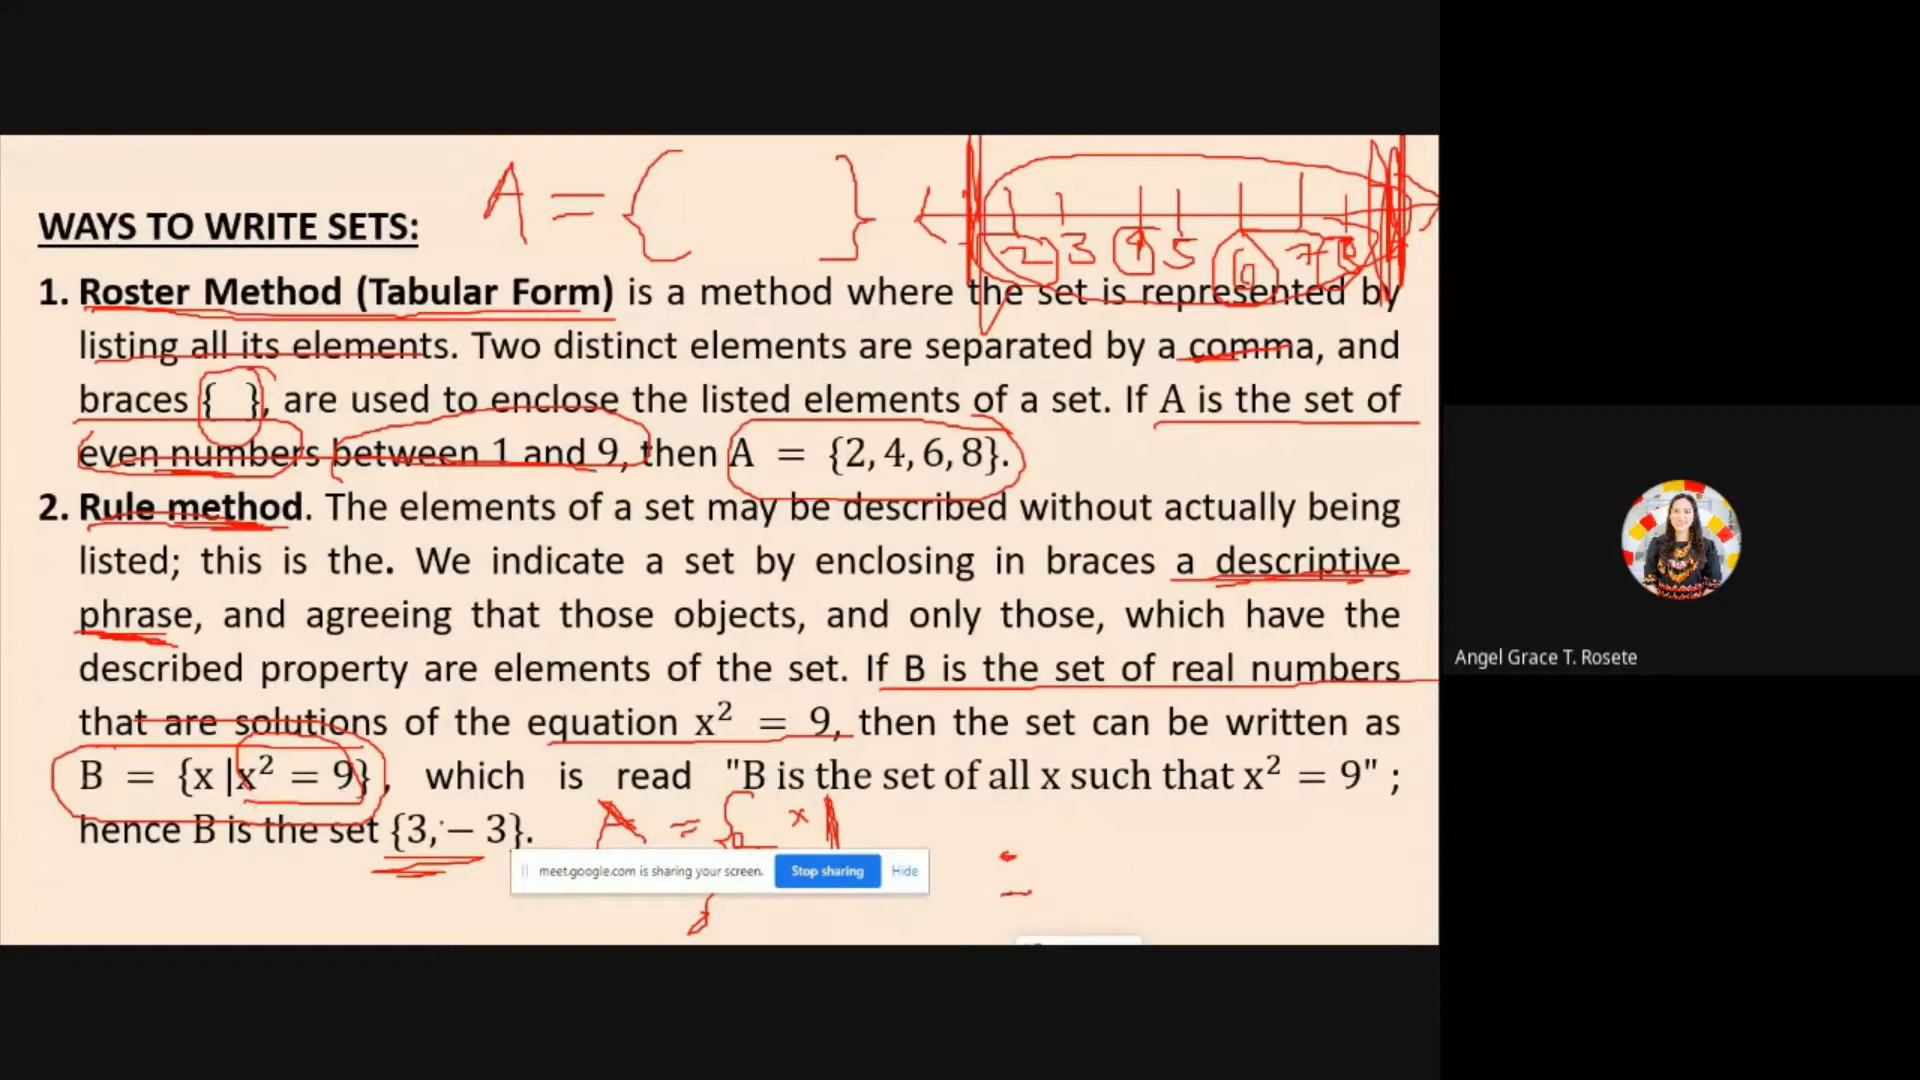 A = { }
2 3 4 5 6 7 8
WAYS TO WRITE SETS:
1. Roster Method (Tabular Form) is a method where the set is represented by
listing all its elements. Two distinct elements are separated by a comma, and
braces { }, are used to enclose the listed elements of a set. If A is the set of
even numbers between 1 and 9, then A = {2, 4, 6, 8}.
2. Rule method. The elements of a set may be described without actually being
listed; this is the. We indicate a set by enclosing in braces a descriptive
phrase, and agreeing that those objects, and only those, which have the
described property are elements of the set. If B is the set of real numbers
that are solutions of the equation x² = 9, then the set can be written as
B = {x |x² = 9}, which is read "B is the set of all x such that x² = 9" ;
hence B is the set {3, − 3}.
A = { x |
meet.google.com is sharing your screen. Stop sharing Hide
Angel Grace T. Rosete